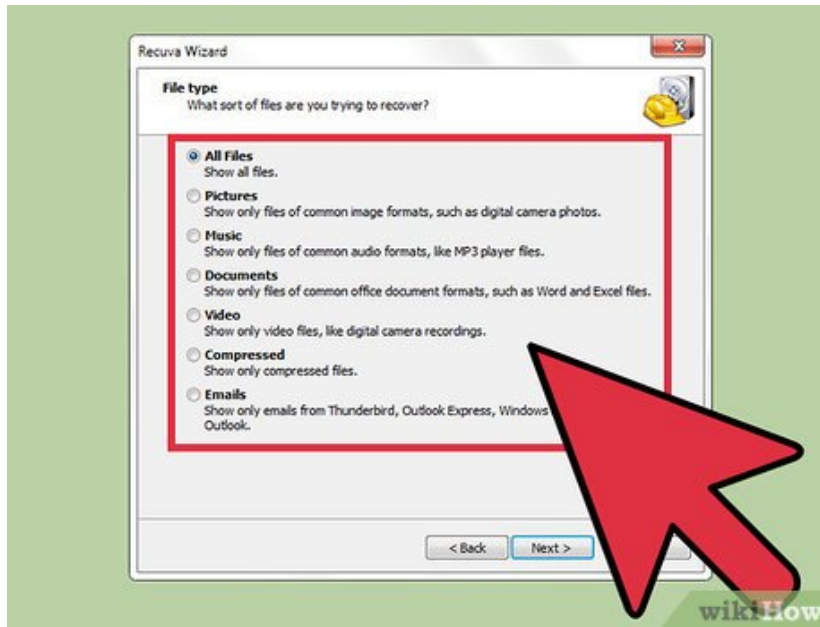 Recuva Wizard
File type
What sort of files are you trying to recover?
All Files
Show all files.
Pictures
Show only files of common image formats, such as digital camera photos.
Music
Show only files of common audio formats, like MP3 player files.
Documents
Show only files of common office document formats, such as Word and Excel files.
Video
Show only video files, like digital camera recordings.
Compressed
Show only compressed files.
Emails
Show only emails from Thunderbird, Outlook Express, Windows
Outlook.
< Back
Next >
wikiHow